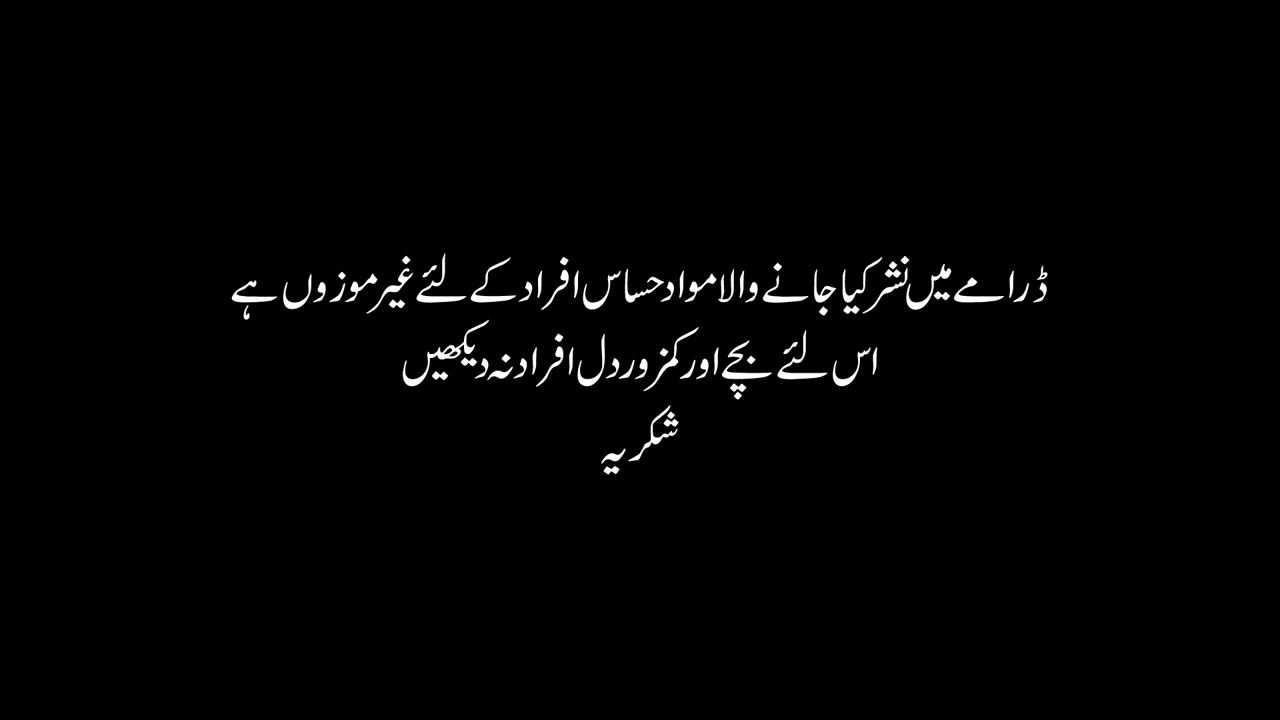 ڈرامے میں نشر کیا جانے والا مواد حساس افراد کے لئے غیر موزوں ہے
اس لئے بچے اور کمزور دل افراد نہ دیکھیں
شکریہ